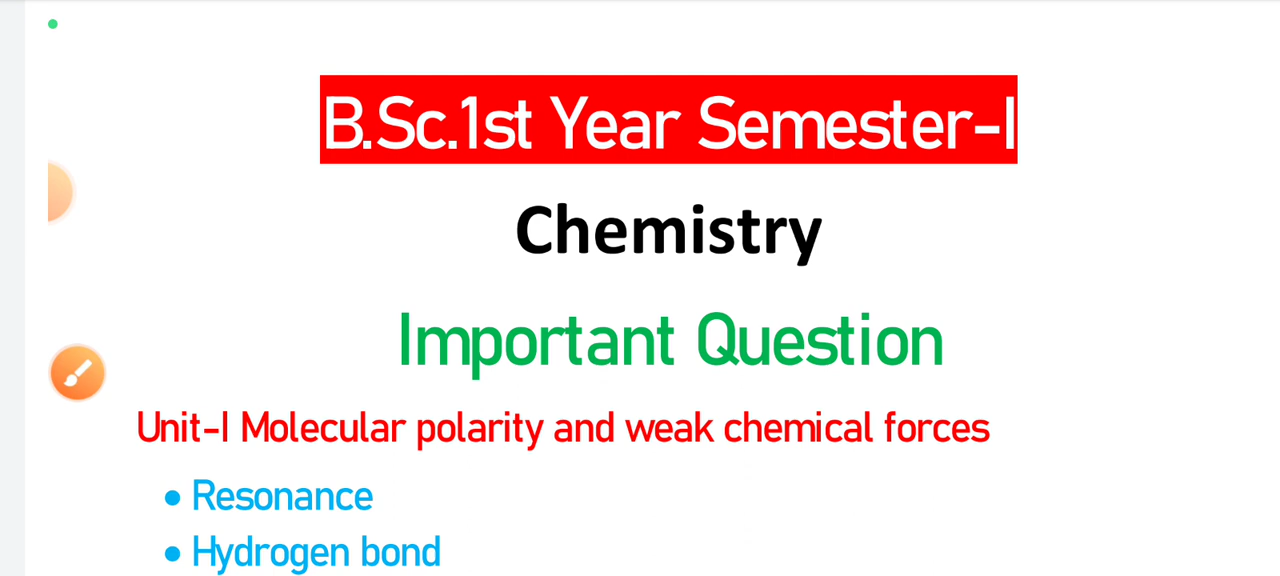 B.Sc.1st Year Semester-I
Chemistry
Important Question
Unit-I Molecular polarity and weak chemical forces
• Resonance
• Hydrogen bond